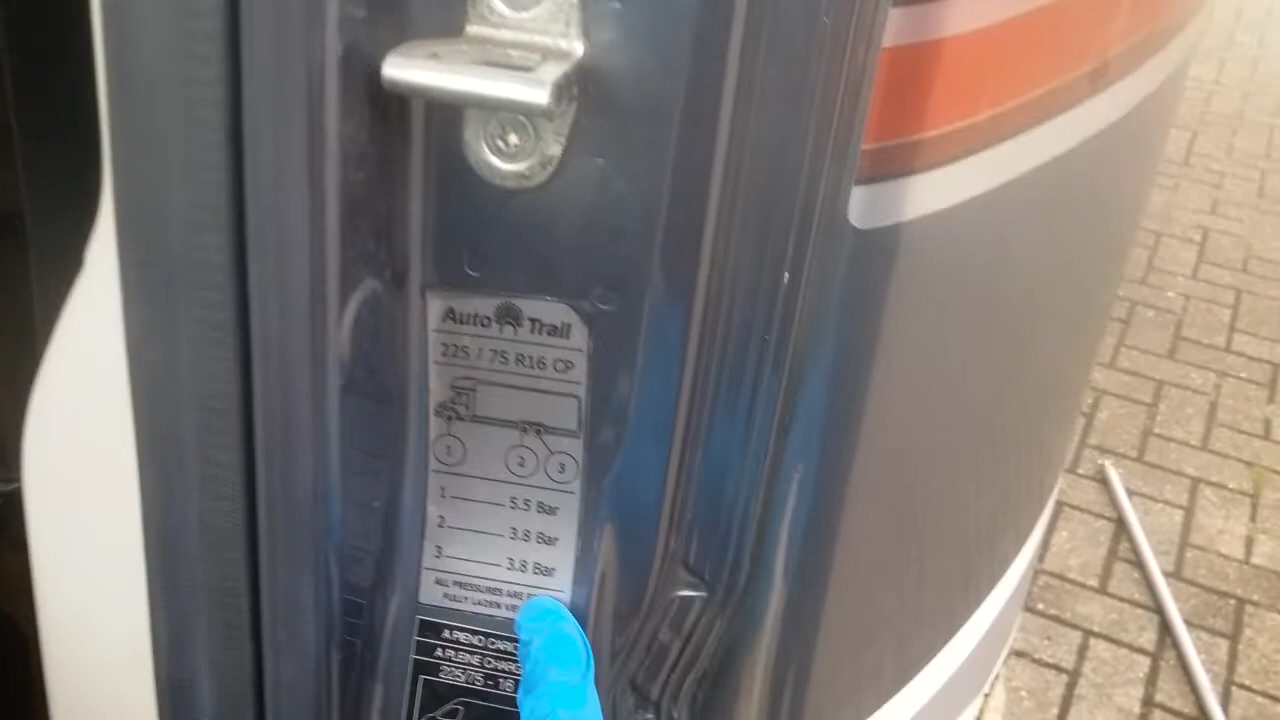 Auto Trail
225 / 75 R16 CP
1 2 3
1 5.5 Bar
2 3.8 Bar
3 3.8 Bar
ALL PRESSURES ARE
FULLY LADEN
A PIENO CARIC
A PLEINE CHARG
225/75 - 16